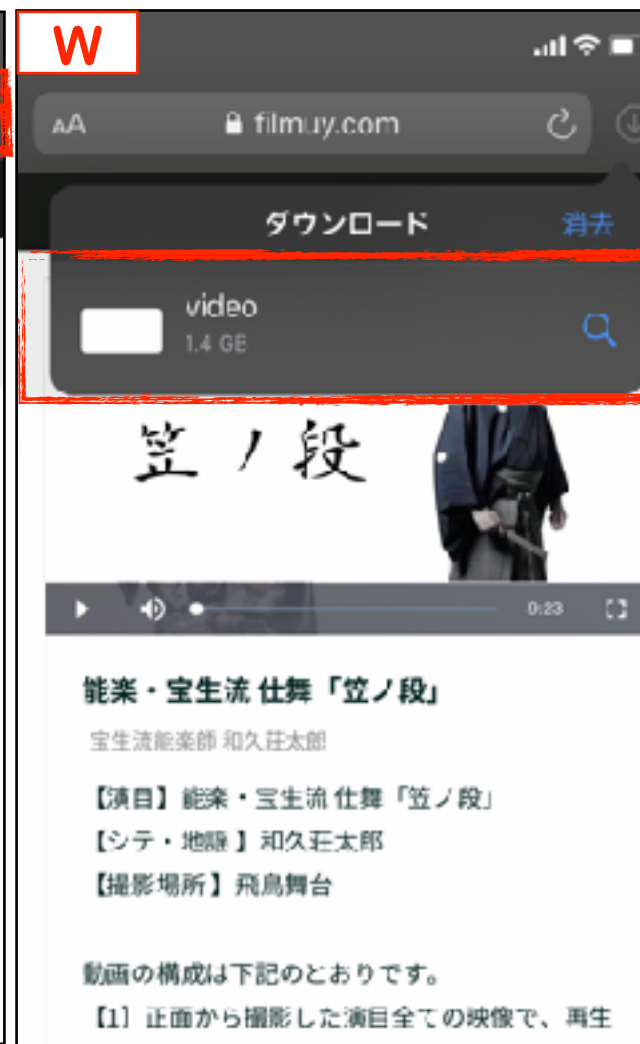 W
AA filmuy.com
ダウンロード 消去
video
1.4 GB
笠ノ段
0:23
能楽・宝生流 仕舞「笠ノ段」
宝生流能楽師 和久荘太郎
【演目】能楽・宝生流 仕舞「笠ノ段」
【シテ・地謡 】和久荘太郎
【撮影場所】飛鳥舞台
動画の構成は下記のとおりです。
【1】正面から撮影した演目全ての映像で、再生